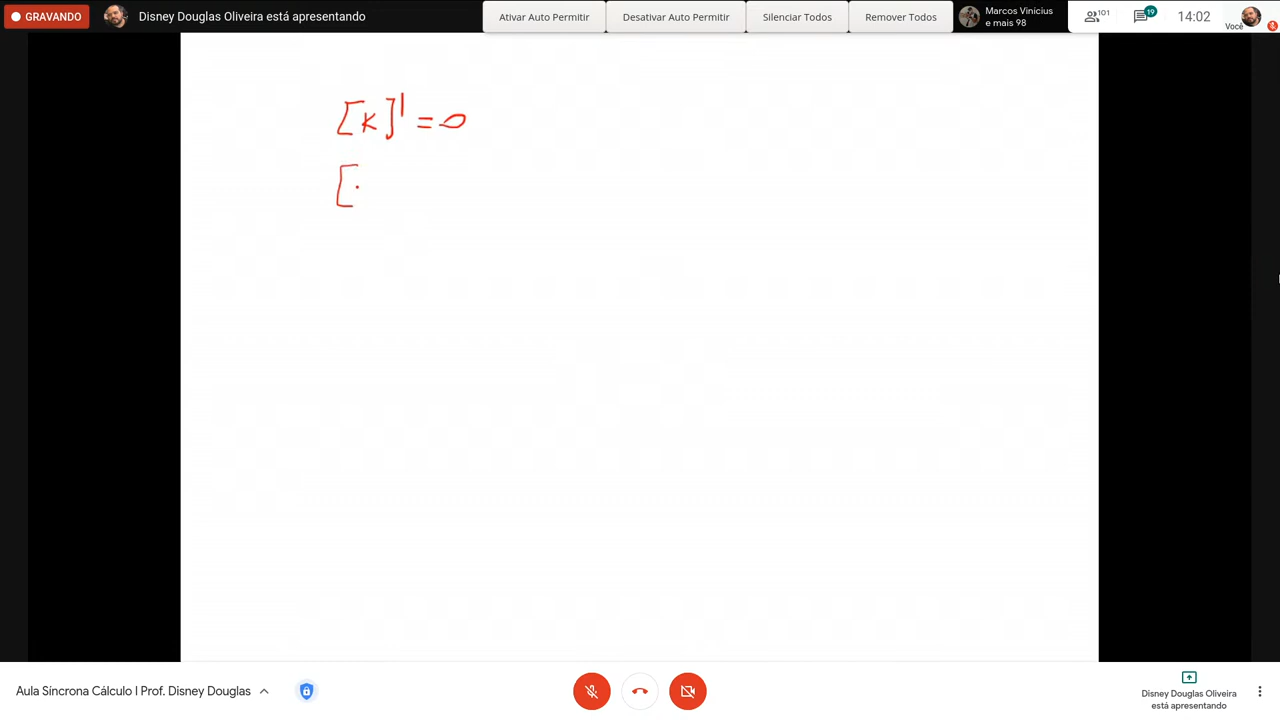 GRAVANDO
Disney Douglas Oliveira está apresentando
Ativar Auto Permitir
Desativar Auto Permitir
Silenciar Todos
Remover Todos
Marcos Vinícius
e mais 98
101
19
14:02
Você
[K]' = 0
[
Aula Síncrona Cálculo I Prof. Disney Douglas
Disney Douglas Oliveira
está apresentando